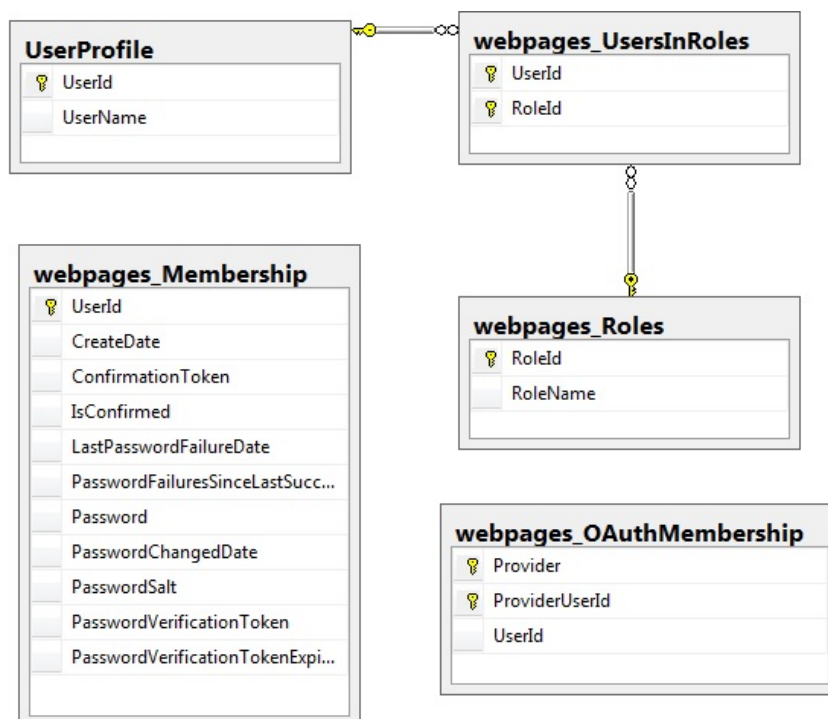 UserProfile
UserId
UserName
webpages_UsersInRoles
UserId
RoleId
webpages_Membership
UserId
CreateDate
ConfirmationToken
IsConfirmed
LastPasswordFailureDate
PasswordFailuresSinceLastSucc...
Password
PasswordChangedDate
PasswordSalt
PasswordVerificationToken
PasswordVerificationTokenExpi...
webpages_Roles
RoleId
RoleName
webpages_OAuthMembership
Provider
ProviderUserId
UserId